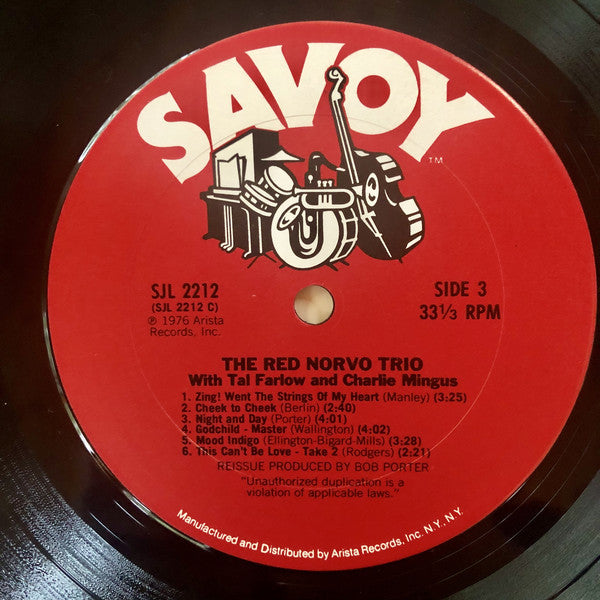 SAVOY
TM
SJL 2212
(SJL 2212 C)
℗ 1976 Arista
Records, Inc.
SIDE 3
33⅓ RPM
THE RED NORVO TRIO
With Tal Farlow and Charlie Mingus
1. Zing! Went The Strings Of My Heart (Manley) (3:25)
2. Cheek to Cheek (Berlin) (2:40)
3. Night and Day (Porter) (4:01)
4. Godchild - Master (Wallington) (4:02)
5. Mood Indigo (Ellington-Bigard-Mills) (3:28)
6. This Can't Be Love - Take 2 (Rodgers) (2:21)
REISSUE PRODUCED BY BOB PORTER
"Unauthorized duplication is a
violation of applicable laws."
Manufactured and Distributed by Arista Records, Inc. N.Y., N.Y.